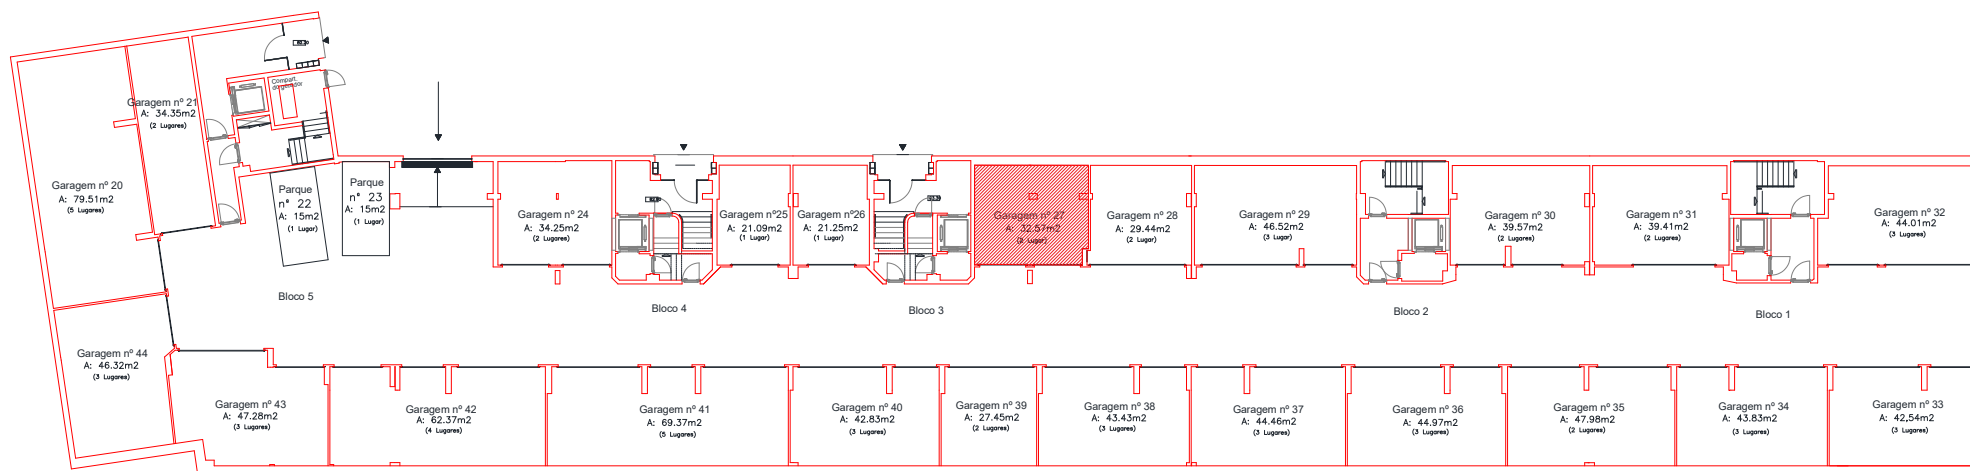 Compart.
Garagem nº 21
A: 34.35m2
(2 Lugares)
Garagem nº 20
A: 79.51m2
(5 Lugares)
Parque
nº 22
A: 15m2
(1 Lugar)
Parque
nº 23
A: 15m2
(1 Lugar)
Garagem nº 24
A: 34.25m2
(2 Lugares)
Garagem nº25
A: 21.09m2
(1 Lugar)
Garagem nº26
A: 21.25m2
(1 Lugar)
Garagem nº 27
A: 32.57m2
(2 Lugar)
Garagem nº 28
A: 29.44m2
(2 Lugar)
Garagem nº 29
A: 46.52m2
(3 Lugar)
Garagem nº 30
A: 39.57m2
(2 Lugares)
Garagem nº 31
A: 39.41m2
(2 Lugares)
Garagem nº 32
A: 44.01m2
(3 Lugares)
Bloco 5
Bloco 4
Bloco 3
Bloco 2
Bloco 1
Garagem nº 44
A: 46.32m2
(3 Lugares)
Garagem nº 43
A: 47.28m2
(3 Lugares)
Garagem nº 42
A: 62.37m2
(4 Lugares)
Garagem nº 41
A: 69.37m2
(5 Lugares)
Garagem nº 40
A: 42.83m2
(3 Lugares)
Garagem nº 39
A: 27.45m2
(2 Lugares)
Garagem nº 38
A: 43.43m2
(3 Lugares)
Garagem nº 37
A: 44.46m2
(3 Lugares)
Garagem nº 36
A: 44.97m2
(3 Lugares)
Garagem nº 35
A: 47.98m2
(2 Lugares)
Garagem nº 34
A: 43.83m2
(3 Lugares)
Garagem nº 33
A: 42,54m2
(3 Lugares)